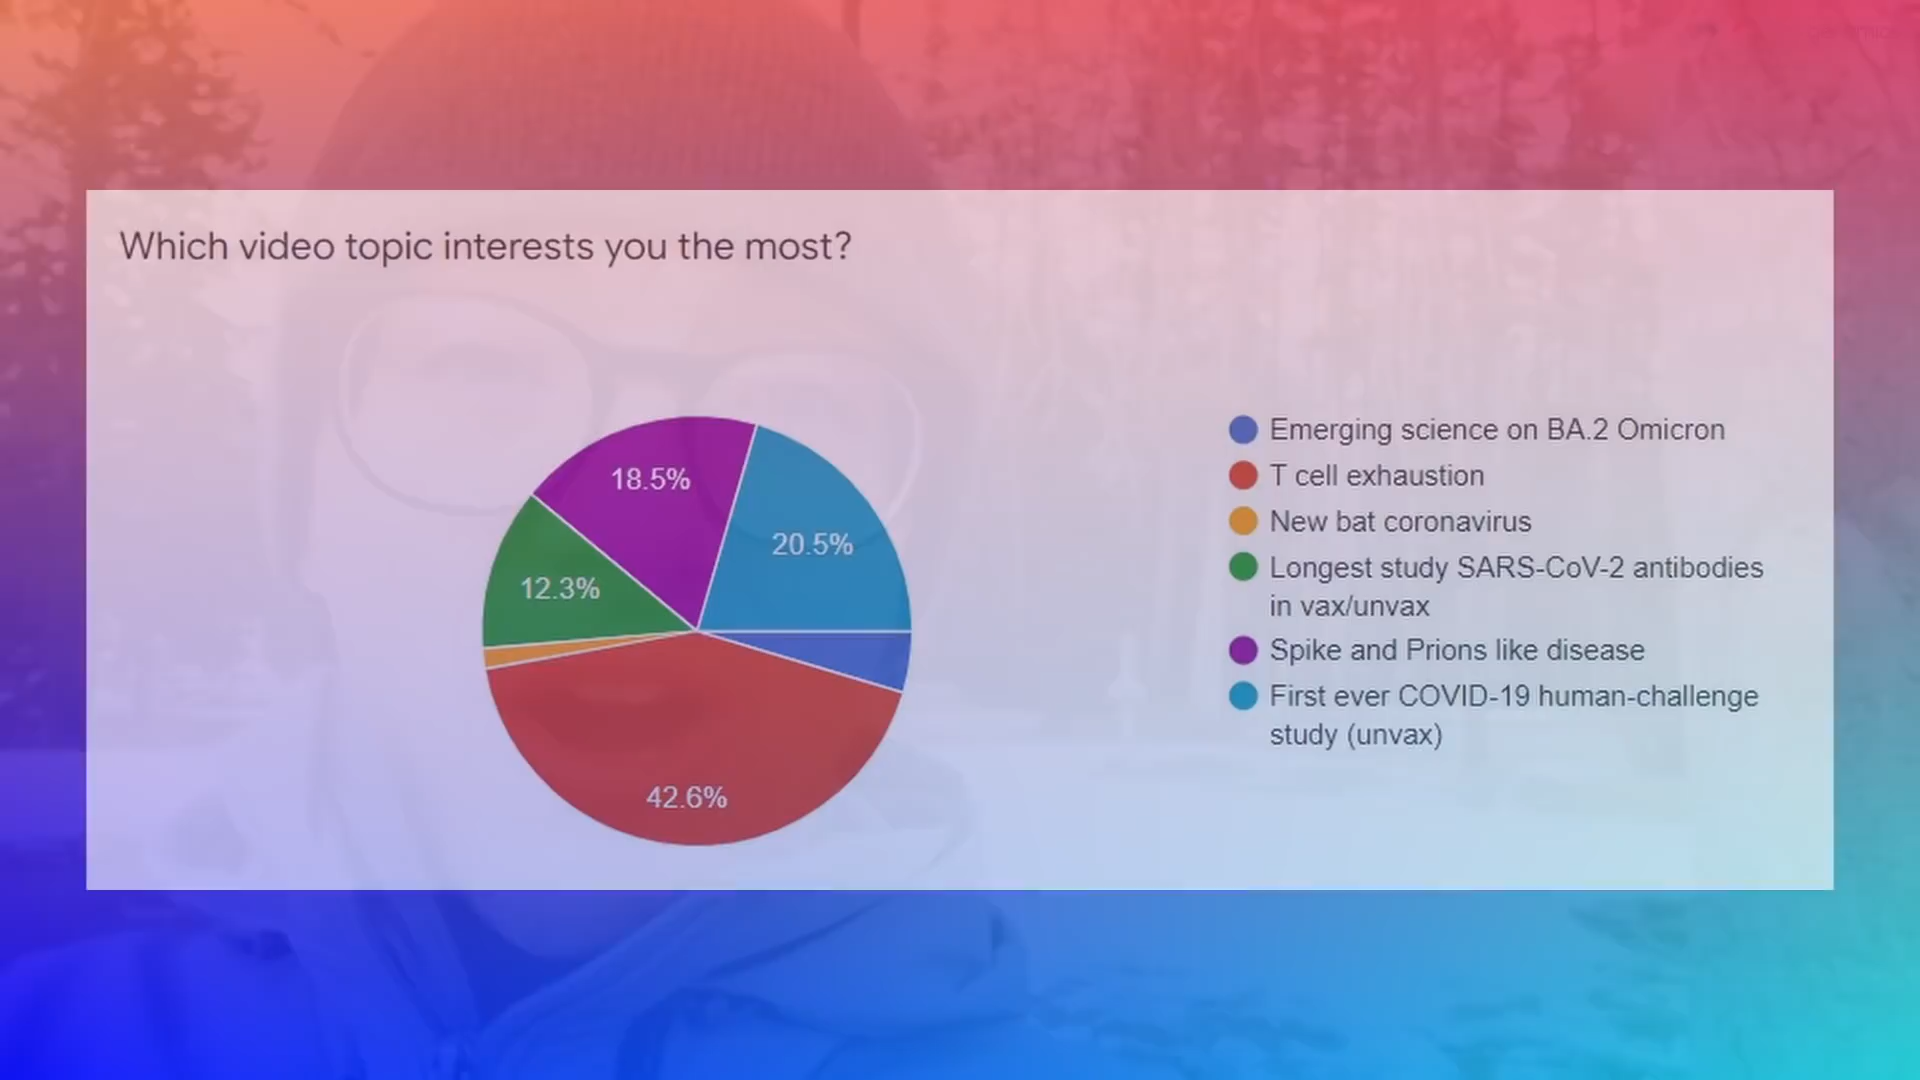 Which video topic interests you the most?
18.5%
20.5%
12.3%
42.6%
Emerging science on BA.2 Omicron
T cell exhaustion
New bat coronavirus
Longest study SARS-CoV-2 antibodies
in vax/unvax
Spike and Prions like disease
First ever COVID-19 human-challenge
study (unvax)